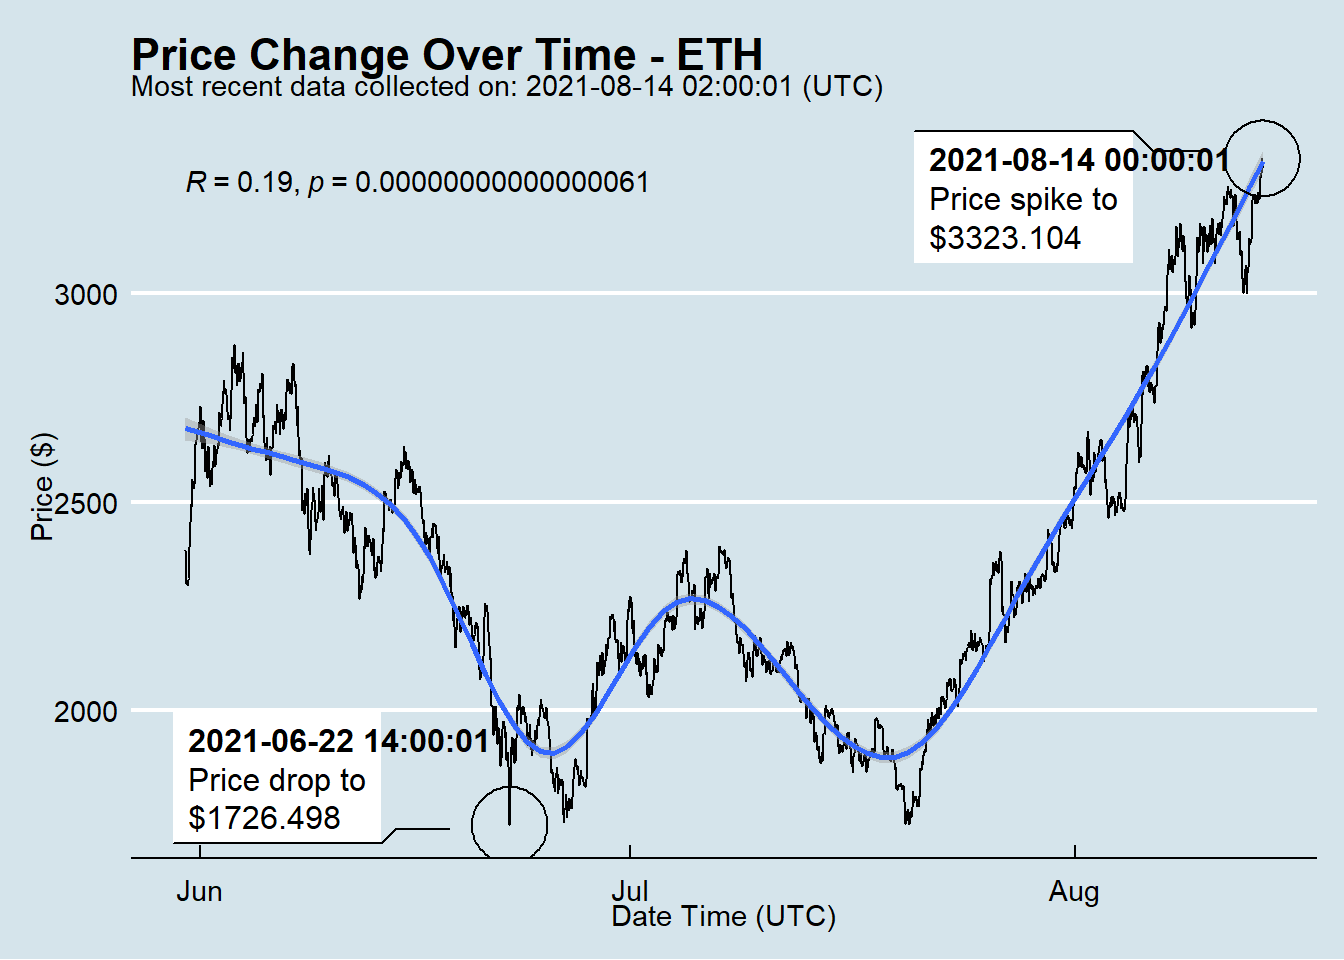 Price Change Over Time - ETH
Most recent data collected on: 2021-08-14 02:00:01 (UTC)
R = 0.19, p = 0.00000000000000061
2021-08-14 00:00:01
Price spike to
$3323.104
3000
2500
2000
Price ($)
2021-06-22 14:00:01
Price drop to
$1726.498
Jun
Jul
Aug
Date Time (UTC)